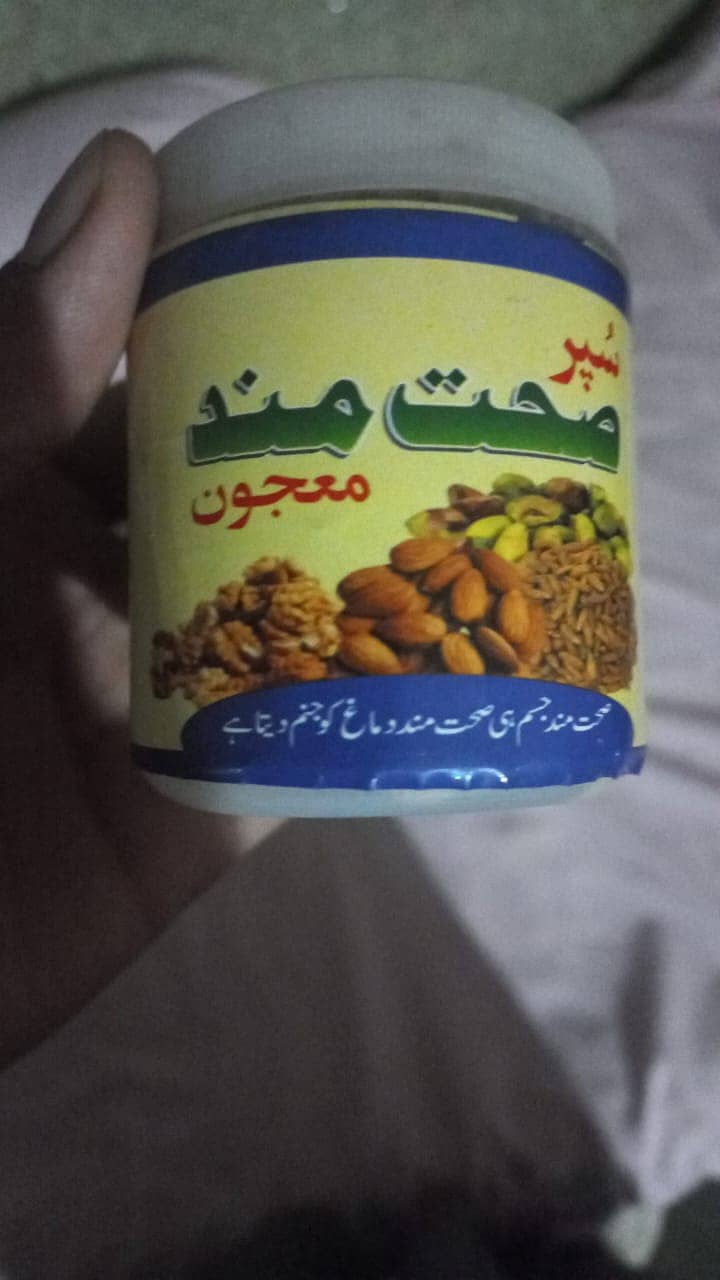 سُپر
صحت مند
معجون
صحت مند جسم ہی صحت مند دماغ کو جنم دیتا ہے